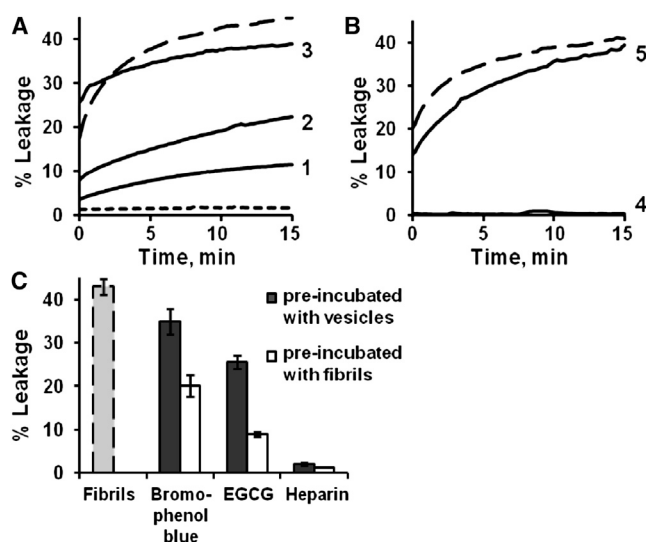 A
% Leakage
40
30
20
10
0
3
2
1
0 5 10 15
Time, min
B
% Leakage
40
30
20
10
0
5
4
0 5 10 15
Time, min
C
% Leakage
40
30
20
10
0
pre-incubated
with vesicles
pre-incubated
with fibrils
Fibrils Bromo- EGCG Heparin
phenol
blue